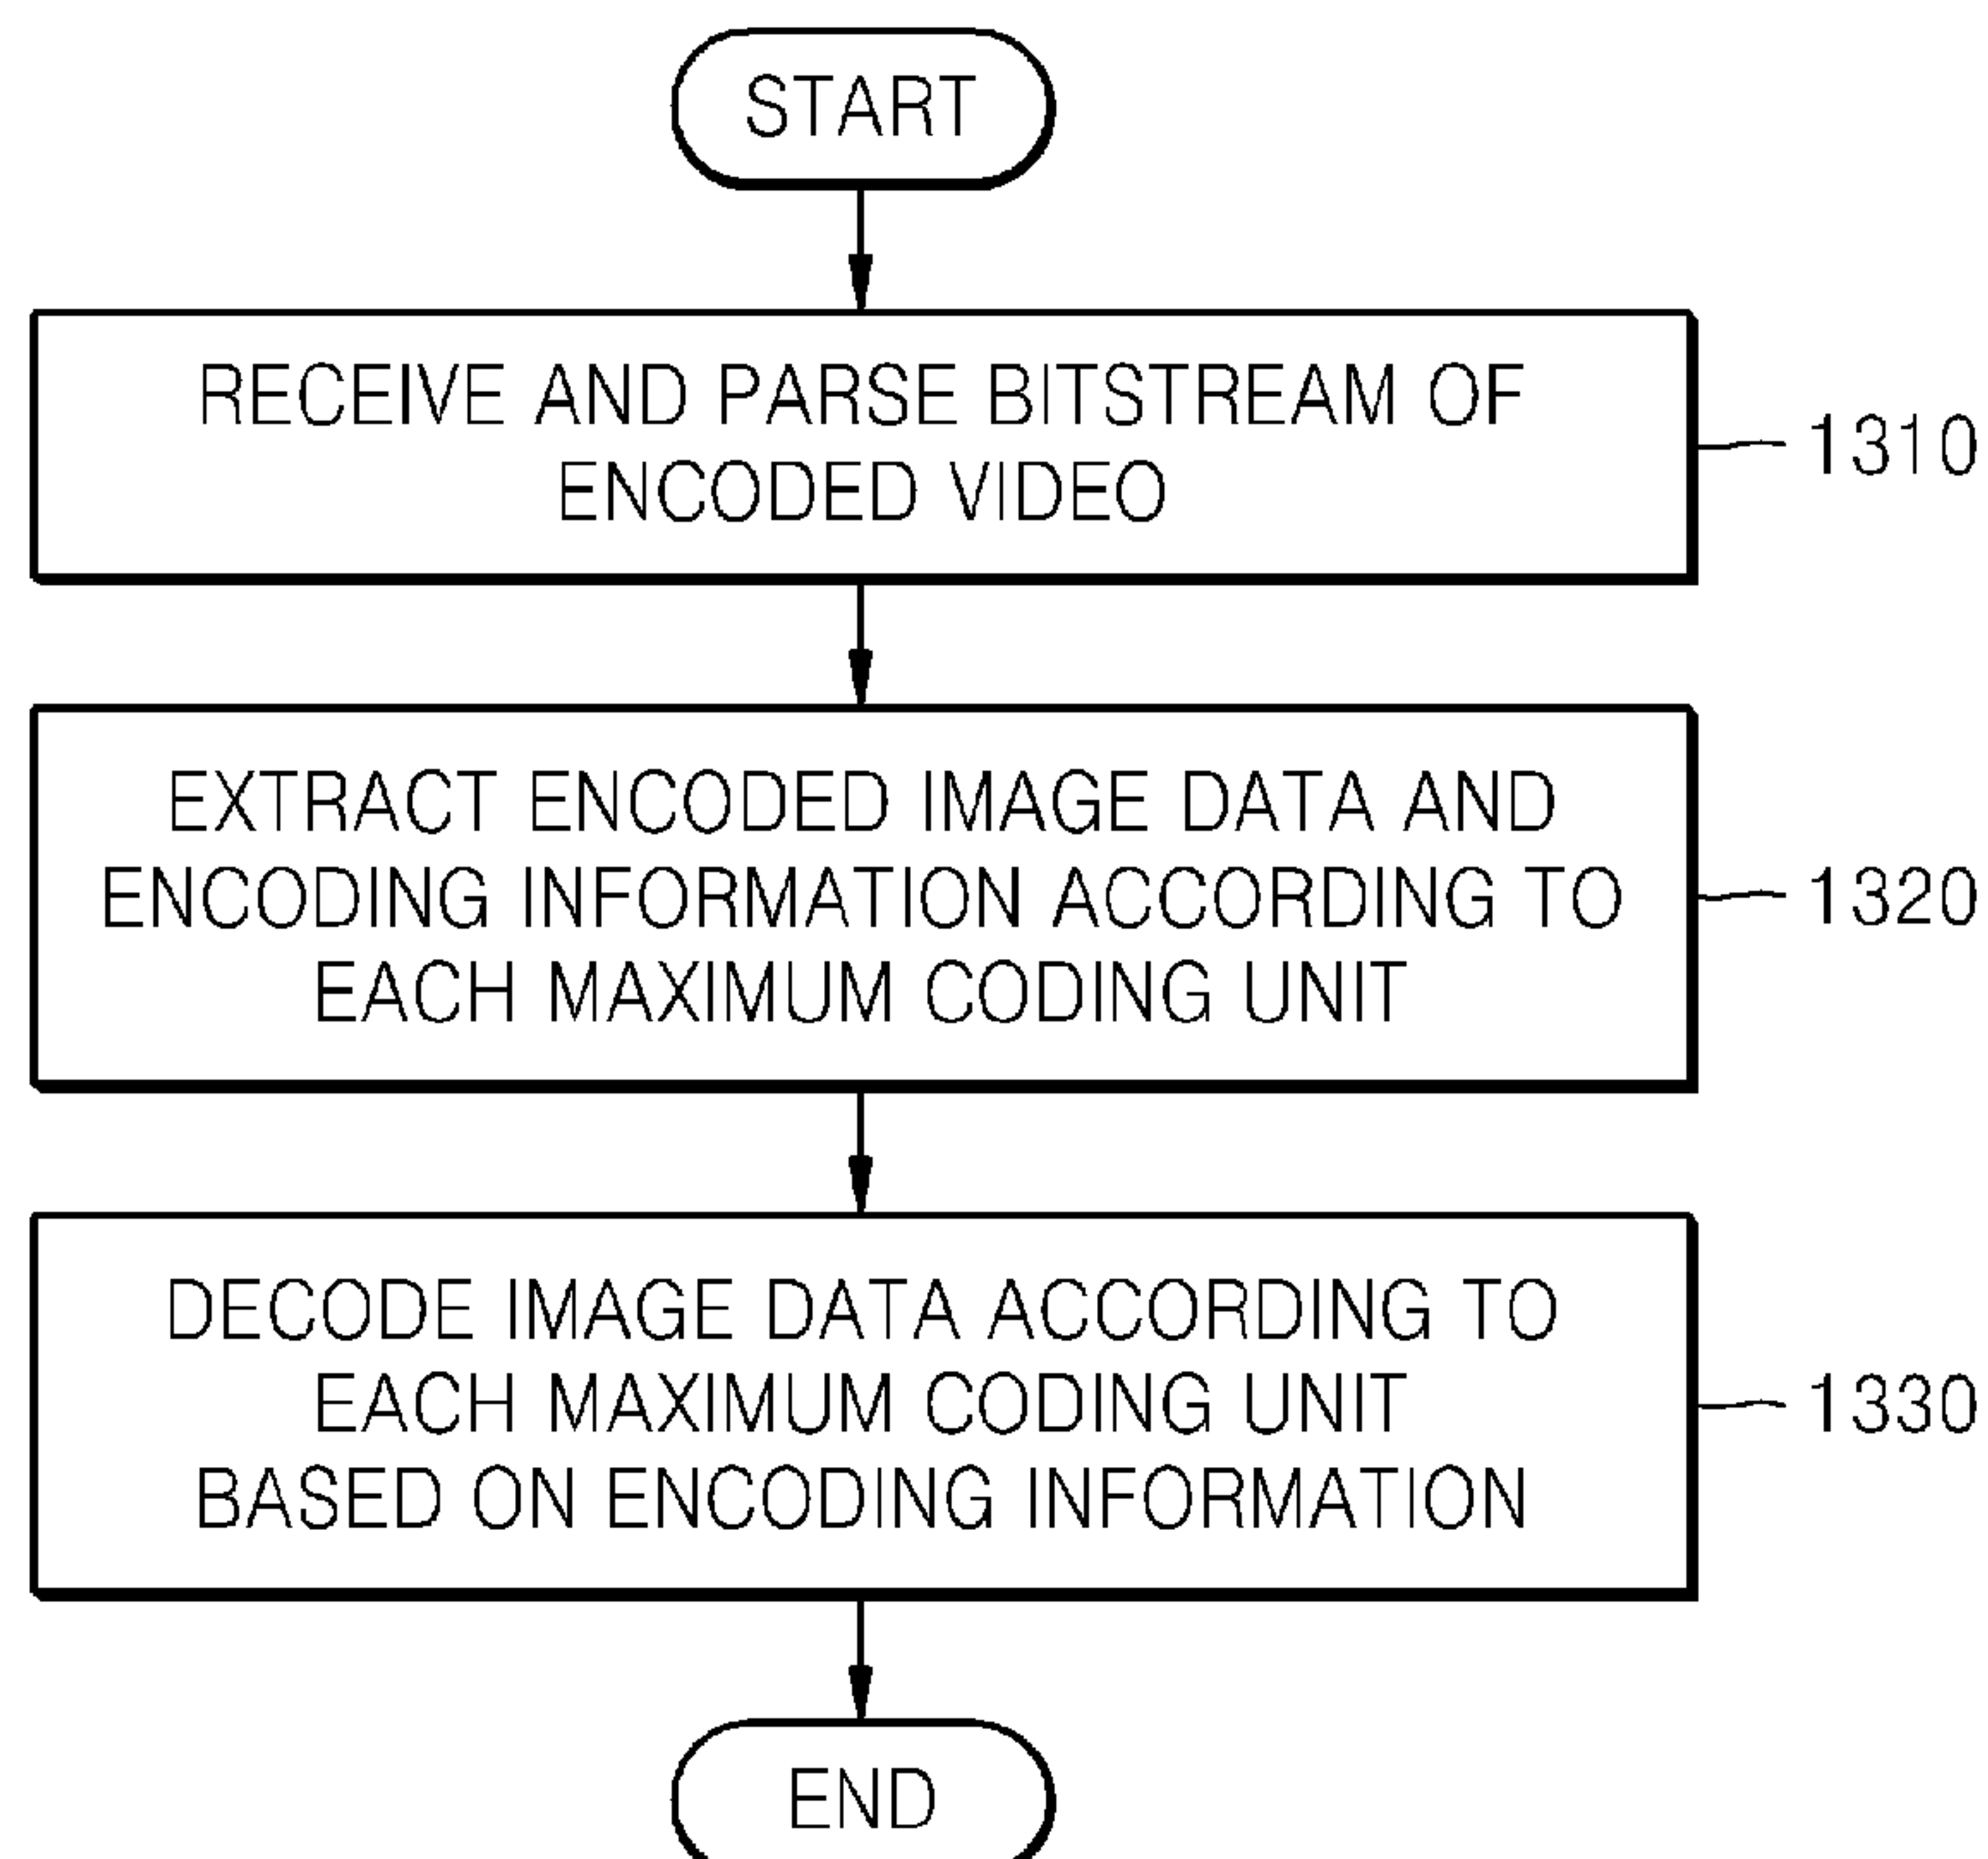 START
RECEIVE AND PARSE BITSTREAM OF
ENCODED VIDEO
1310
EXTRACT ENCODED IMAGE DATA AND
ENCODING INFORMATION ACCORDING TO
EACH MAXIMUM CODING UNIT
1320
DECODE IMAGE DATA ACCORDING TO
EACH MAXIMUM CODING UNIT
BASED ON ENCODING INFORMATION
1330
END